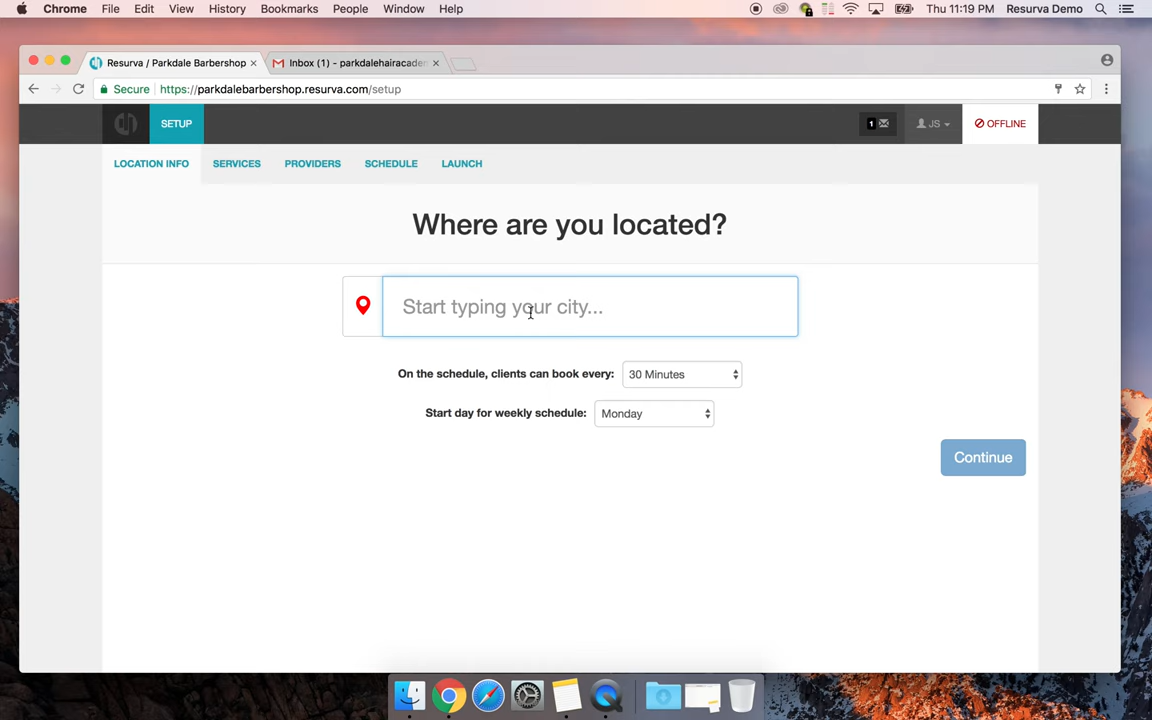 Chrome File Edit View History Bookmarks People Window Help Thu 11:19 PM Resurva Demo
Resurva / Parkdale Barbershop Inbox (1) - parkdalehairacadem
Secure https://parkdalebarbershop.resurva.com/setup
SETUP 1 JS OFFLINE
LOCATION INFO SERVICES PROVIDERS SCHEDULE LAUNCH
Where are you located?
Start typing your city...
On the schedule, clients can book every: 30 Minutes
Start day for weekly schedule: Monday
Continue